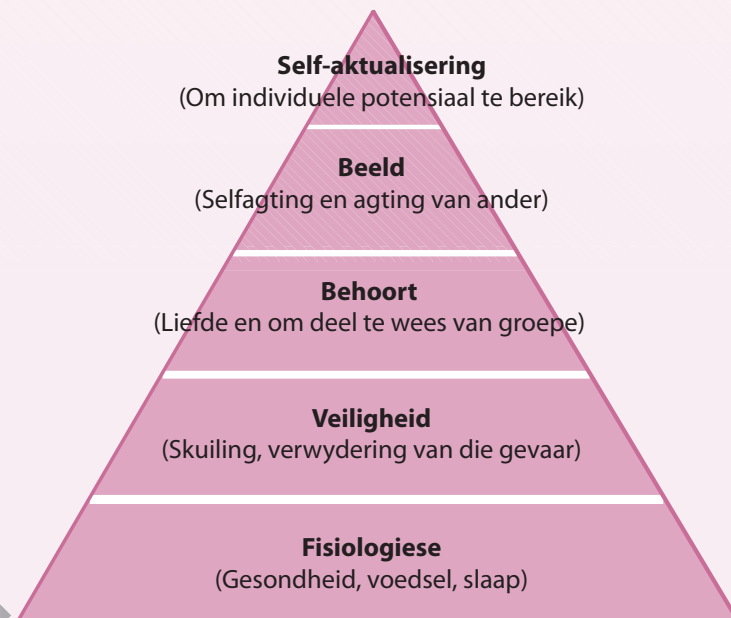 Self-aktualisering
(Om individuele potensiaal te bereik)
Beeld
(Selfagting en agting van ander)
Behoort
(Liefde en om deel te wees van groepe)
Veiligheid
(Skuiling, verwydering van die gevaar)
Fisiologiese
(Gesondheid, voedsel, slaap)